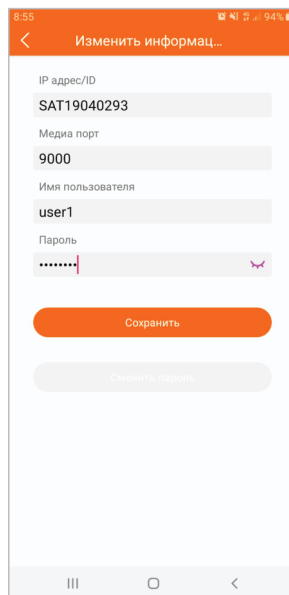 8:55 94%
Изменить информац...
IP адрес/ID
SAT19040293
Медиа порт
9000
Имя пользователя
user1
Пароль
••••••••
Сохранить
Сменить пароль